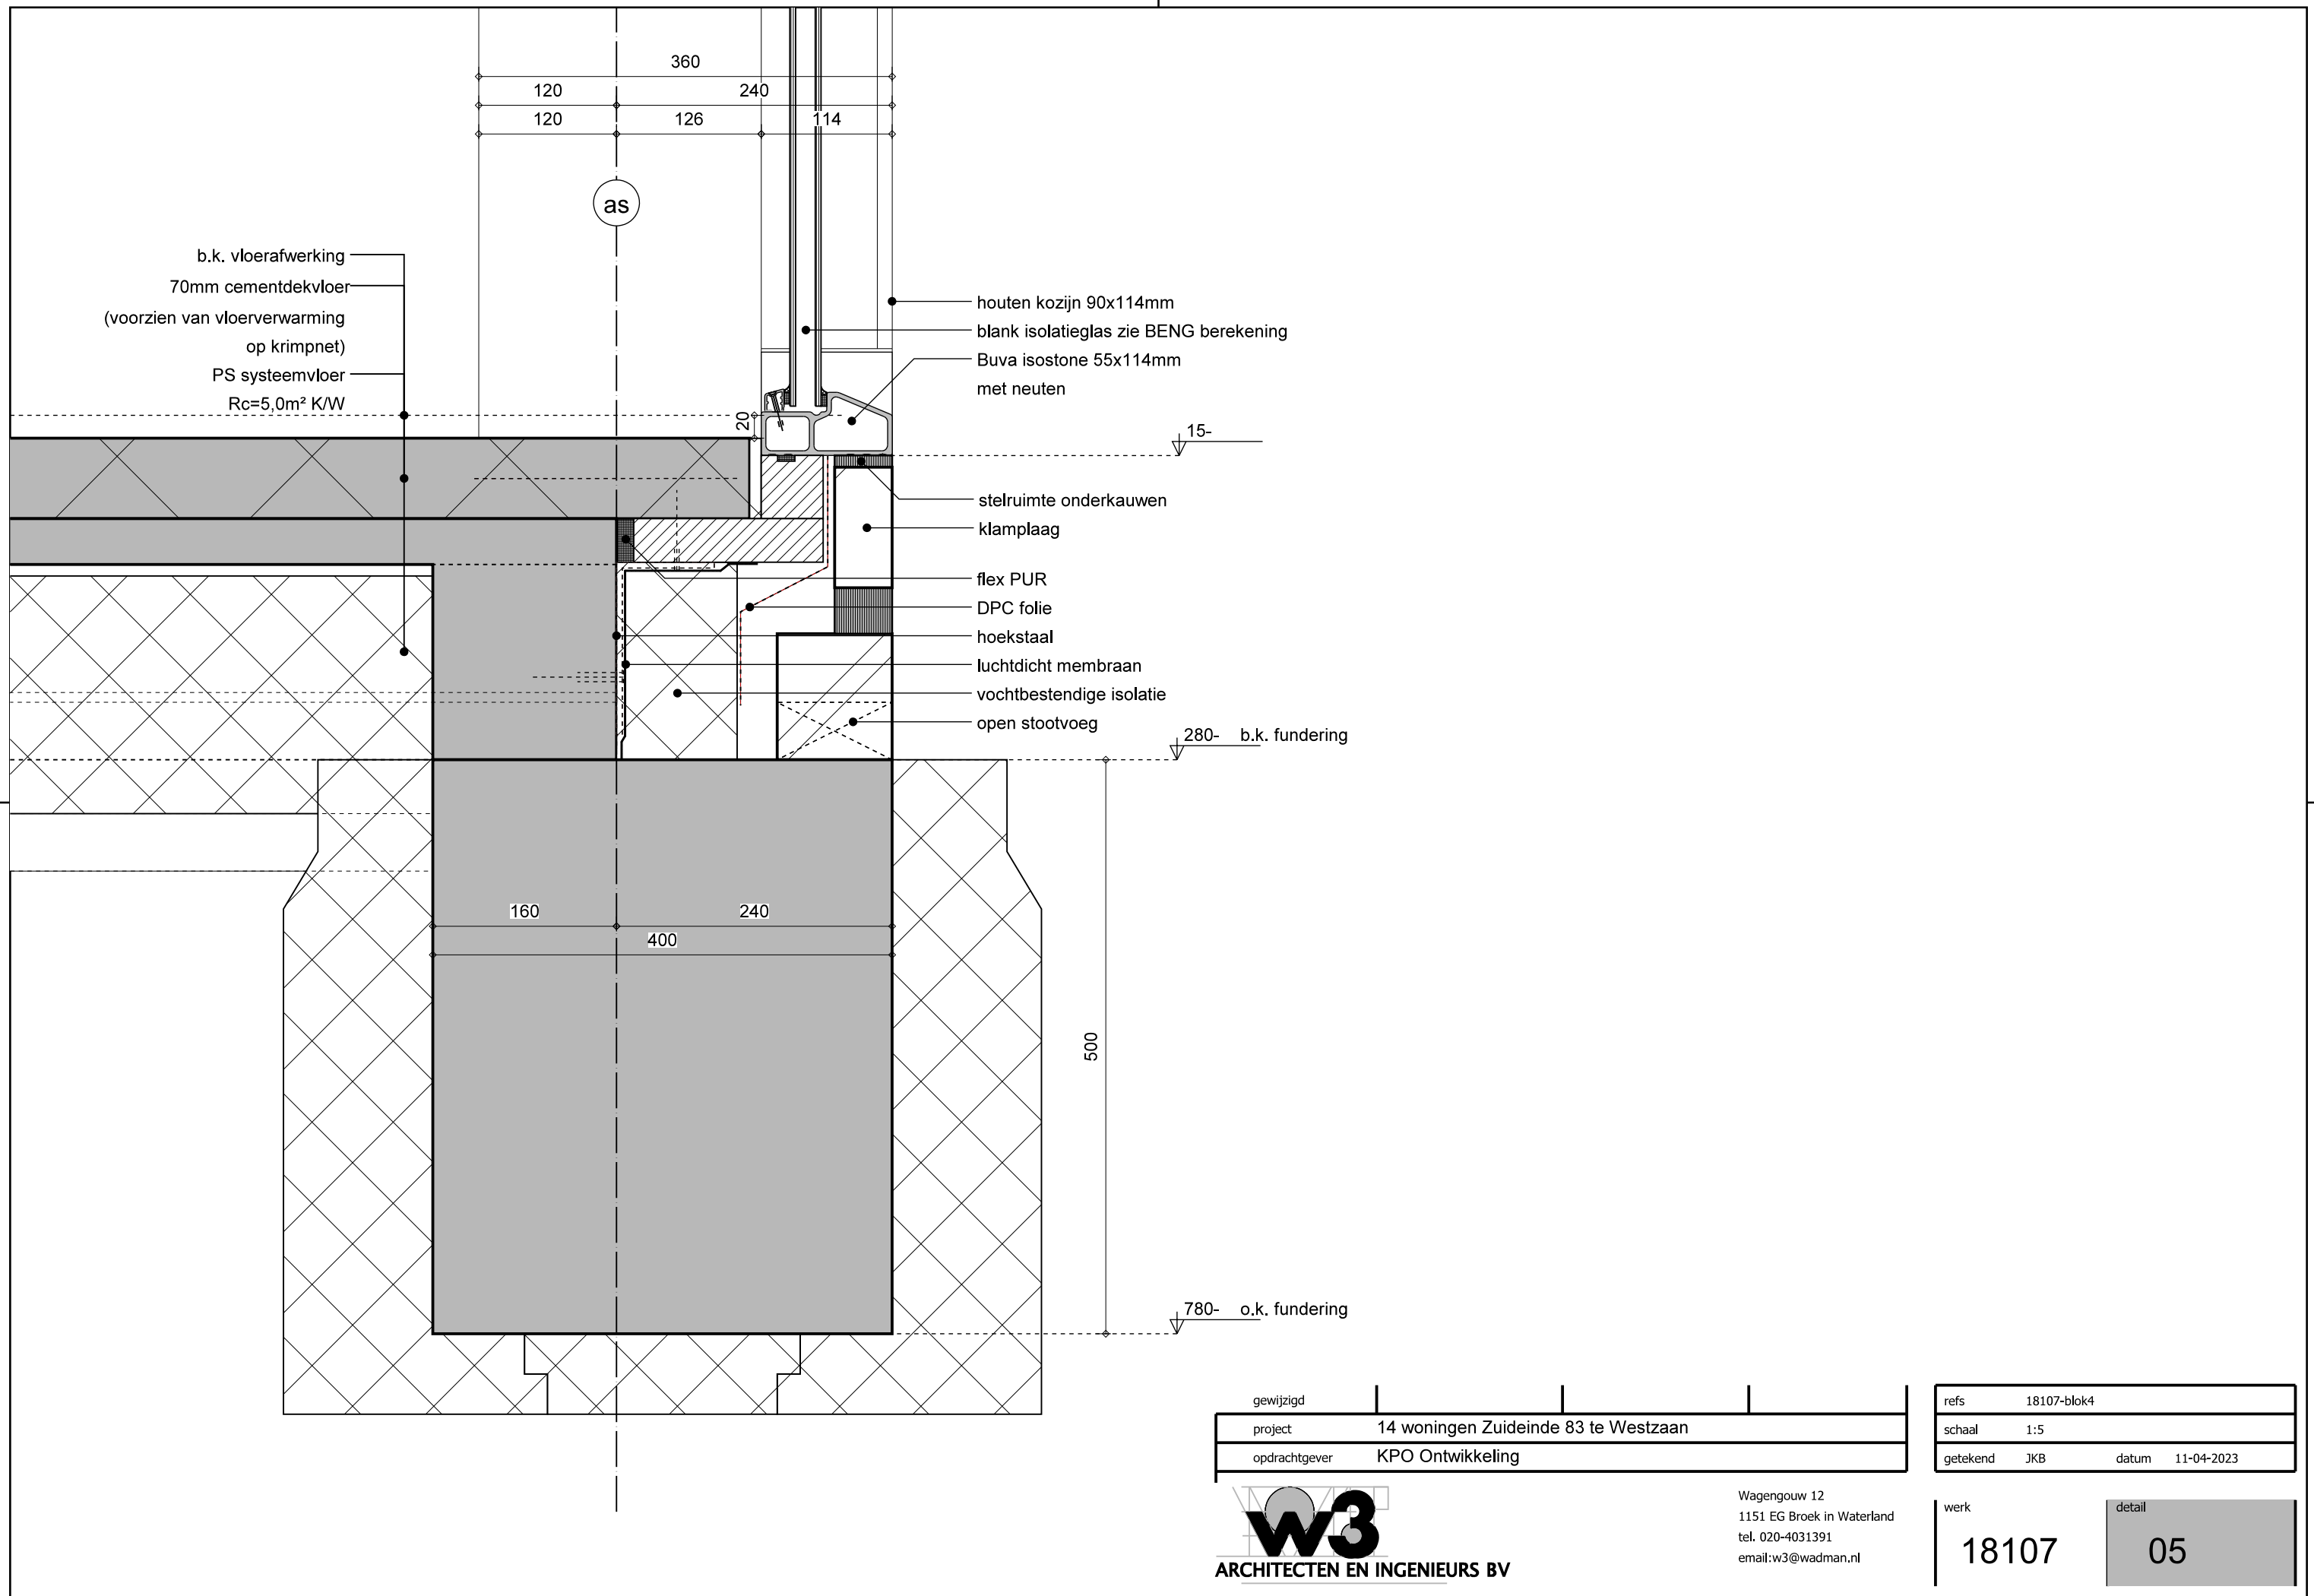 360
120
240
120
126
114
as
b.k. vloerafwerking
70mm cementdekvloer
(voorzien van vloerverwarming
op krimpnet)
PS systeemvloer
Rc=5,0m² K/W
houten kozijn 90x114mm
blank isolatieglas zie BENG berekening
Buva isostone 55x114mm
met neuten
20
15-
stelruimte onderkauwen
klamplaag
flex PUR
DPC folie
hoekstaal
luchtdicht membraan
vochtbestendige isolatie
open stootvoeg
280- b.k. fundering
160
240
400
500
780- o.k. fundering
gewijzigd
project 14 woningen Zuideinde 83 te Westzaan
opdrachtgever KPO Ontwikkeling
refs 18107-blok4
schaal 1:5
getekend JKB datum 11-04-2023
w3
ARCHITECTEN EN INGENIEURS BV
Wagengouw 12
1151 EG Broek in Waterland
tel. 020-4031391
email:w3@wadman.nl
werk
18107
detail
05